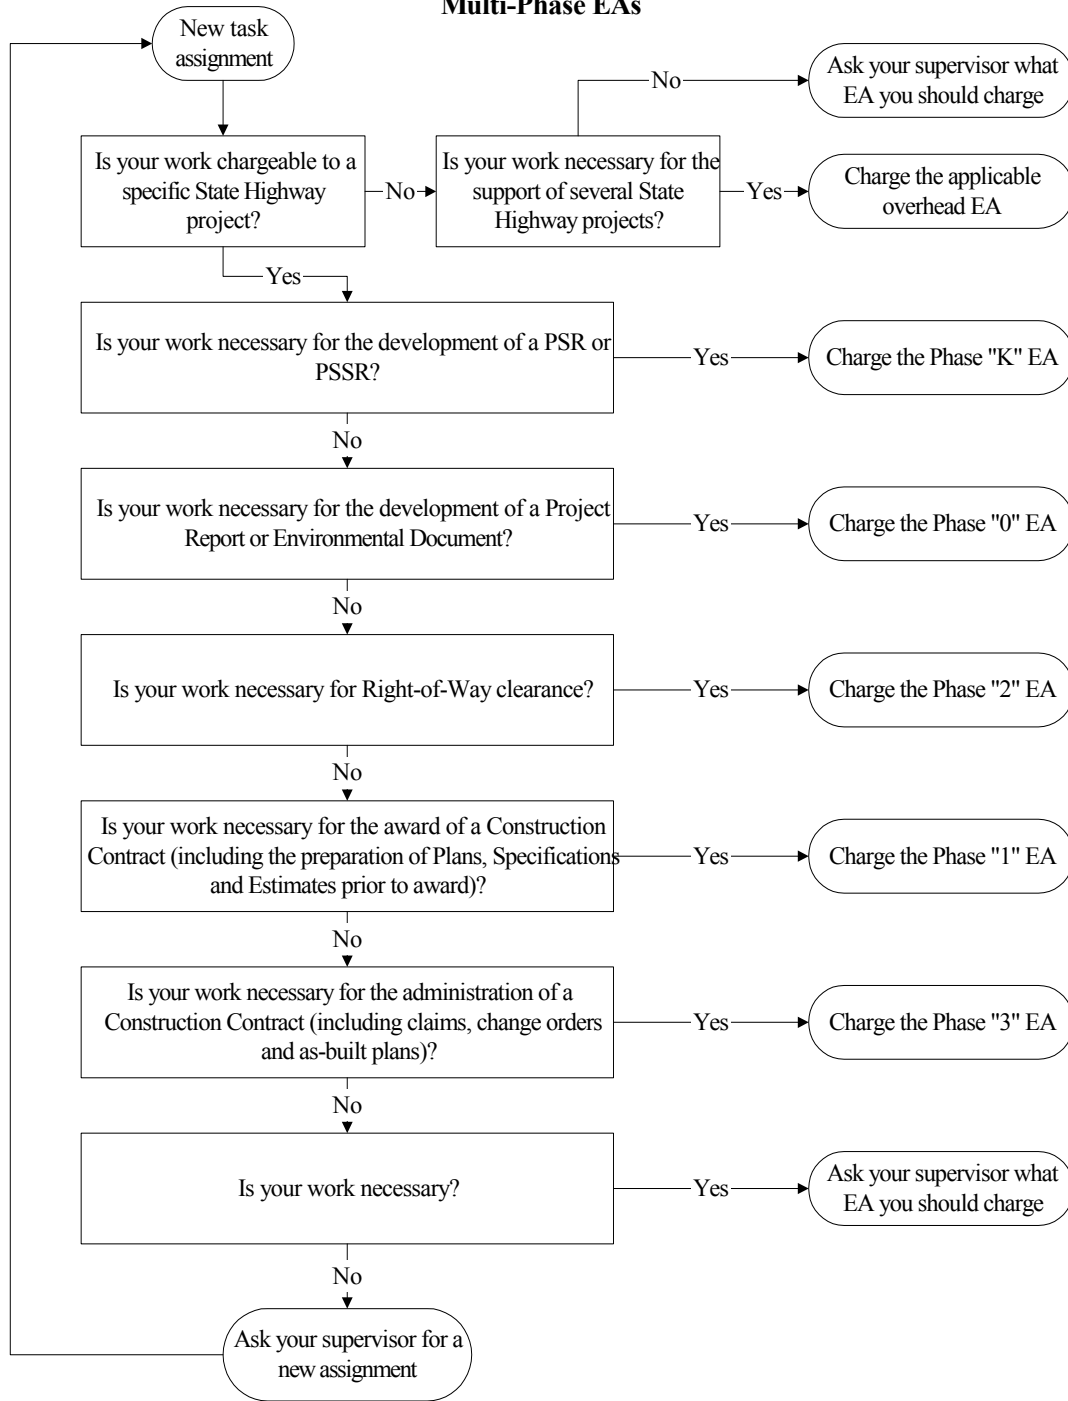 Multi-Phase EAs
New task
assignment
No
Ask your supervisor what
EA you should charge
Is your work chargeable to a
specific State Highway
project?
No
Is your work necessary for the
support of several State
Highway projects?
Yes
Charge the applicable
overhead EA
Yes
Is your work necessary for the development of a PSR or
PSSR?
Yes
Charge the Phase "K" EA
No
Is your work necessary for the development of a Project
Report or Environmental Document?
Yes
Charge the Phase "0" EA
No
Is your work necessary for Right-of-Way clearance?
Yes
Charge the Phase "2" EA
No
Is your work necessary for the award of a Construction
Contract (including the preparation of Plans, Specifications
and Estimates prior to award)?
Yes
Charge the Phase "1" EA
No
Is your work necessary for the administration of a
Construction Contract (including claims, change orders
and as-built plans)?
Yes
Charge the Phase "3" EA
No
Is your work necessary?
Yes
Ask your supervisor what
EA you should charge
No
Ask your supervisor for a
new assignment